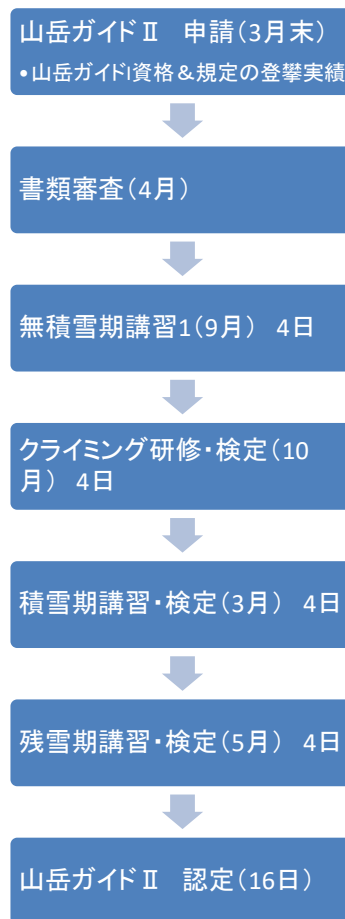 山岳ガイドⅡ 申請(3月末)
•山岳ガイドI資格&規定の登攀実績
書類審査(4月)
無積雪期講習1(9月) 4日
クライミング研修・検定(10
月) 4日
積雪期講習・検定(3月) 4日
残雪期講習・検定(5月) 4日
山岳ガイドⅡ 認定(16日)